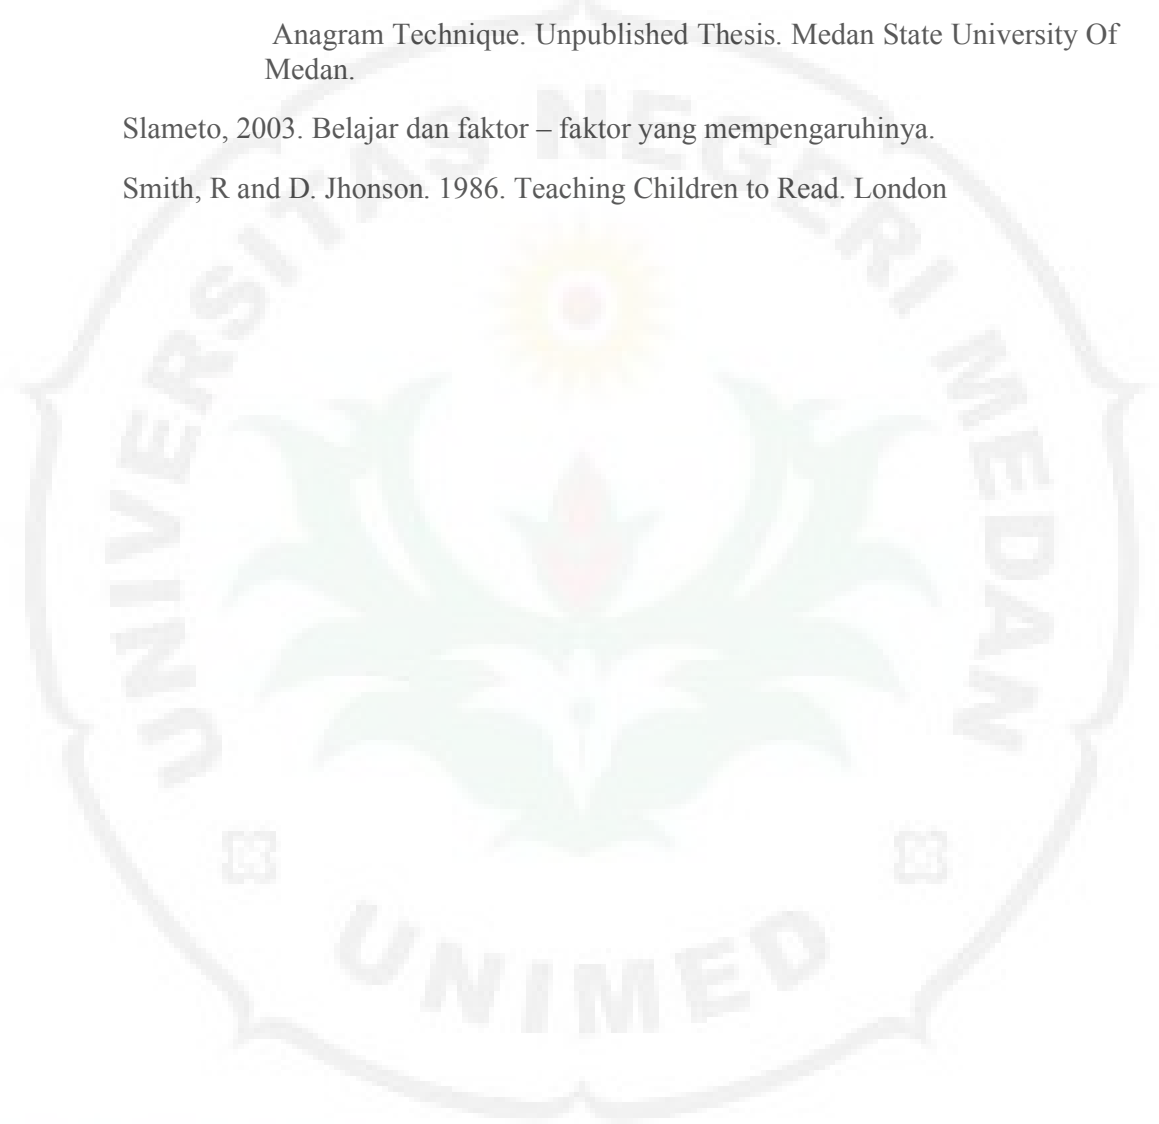 Anagram Technique. Unpublished Thesis. Medan State University Of
Medan.
Slameto, 2003. Belajar dan faktor – faktor yang mempengaruhinya.
Smith, R and D. Jhonson. 1986. Teaching Children to Read. London
UNIVERSITAS NEGERI MEDAN
UNIMED